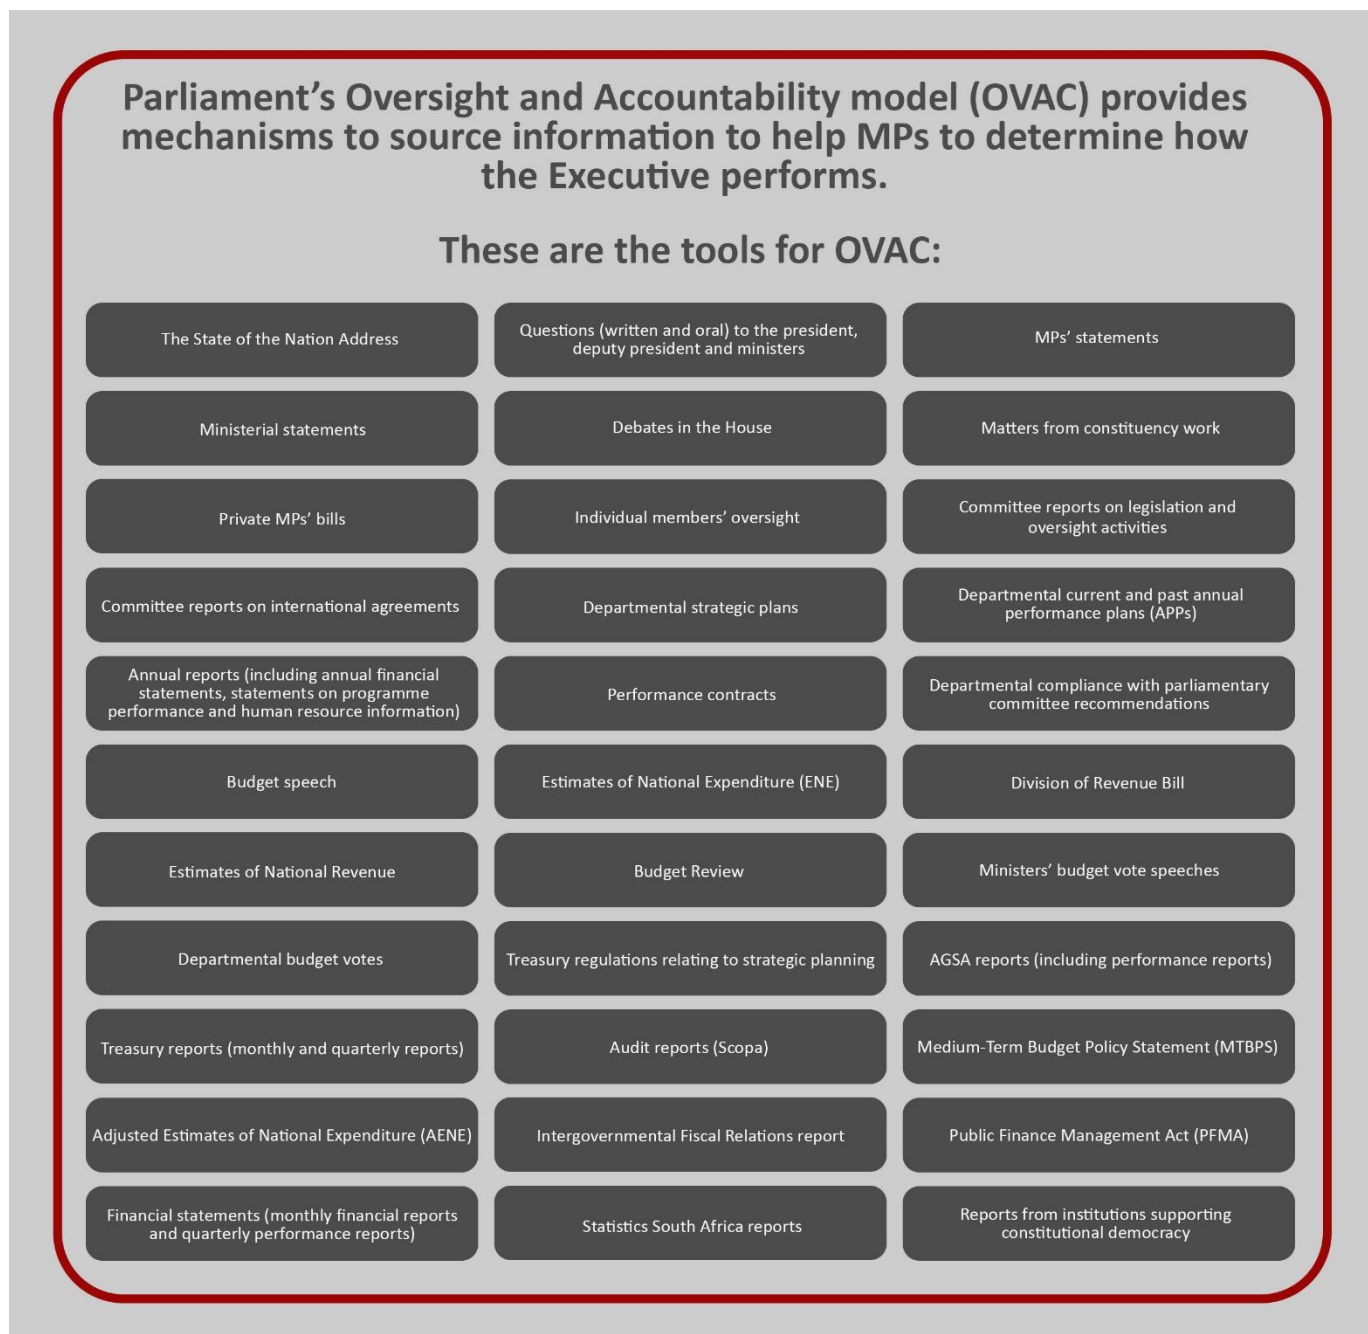 Parliament’s Oversight and Accountability model (OVAC) provides
mechanisms to source information to help MPs to determine how
the Executive performs.
These are the tools for OVAC:
The State of the Nation Address
Questions (written and oral) to the president,
deputy president and ministers
MPs’ statements
Ministerial statements
Debates in the House
Matters from constituency work
Private MPs’ bills
Individual members’ oversight
Committee reports on legislation and
oversight activities
Committee reports on international agreements
Departmental strategic plans
Departmental current and past annual
performance plans (APPs)
Annual reports (including annual financial
statements, statements on programme
performance and human resource information)
Performance contracts
Departmental compliance with parliamentary
committee recommendations
Budget speech
Estimates of National Expenditure (ENE)
Division of Revenue Bill
Estimates of National Revenue
Budget Review
Ministers’ budget vote speeches
Departmental budget votes
Treasury regulations relating to strategic planning
AGSA reports (including performance reports)
Treasury reports (monthly and quarterly reports)
Audit reports (Scopa)
Medium-Term Budget Policy Statement (MTBPS)
Adjusted Estimates of National Expenditure (AENE)
Intergovernmental Fiscal Relations report
Public Finance Management Act (PFMA)
Financial statements (monthly financial reports
and quarterly performance reports)
Statistics South Africa reports
Reports from institutions supporting
constitutional democracy